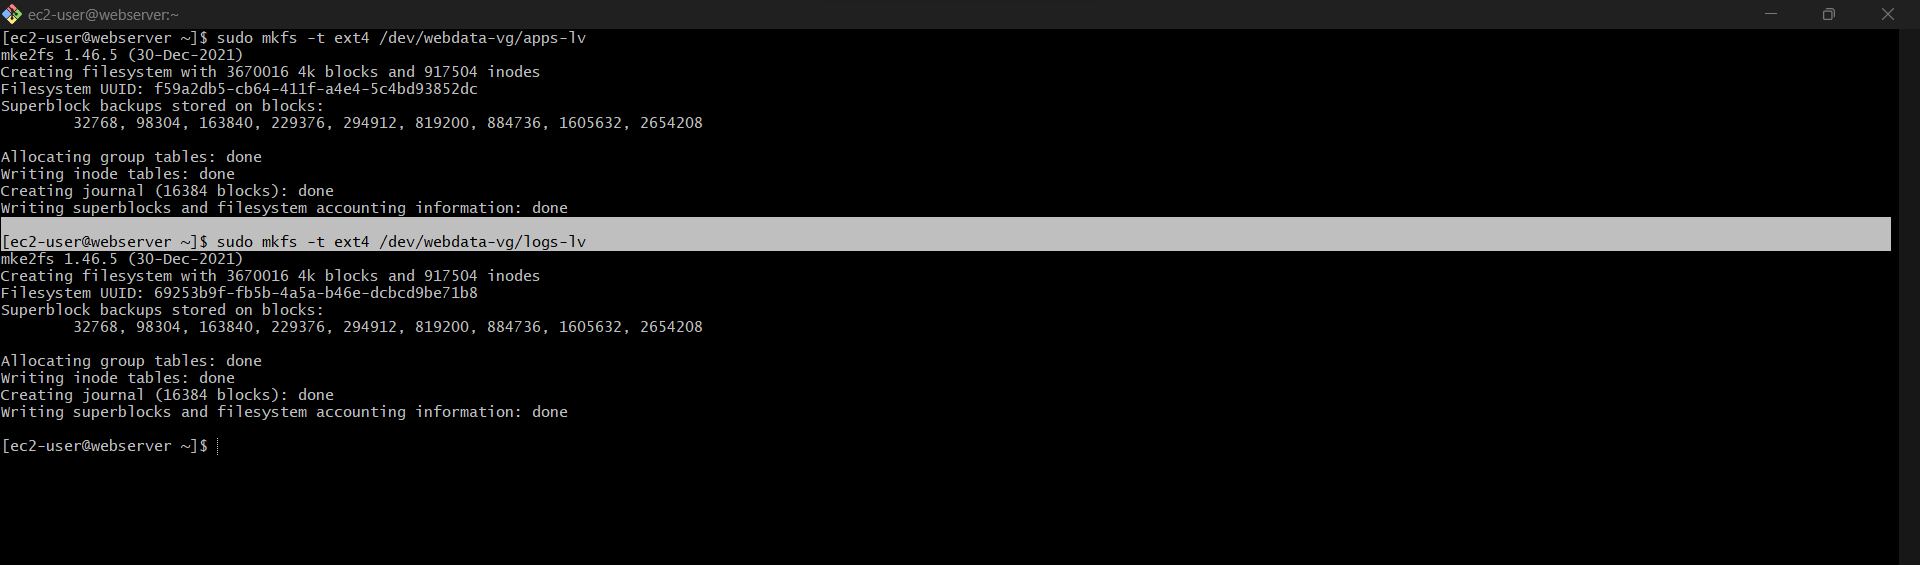 ec2-user@webserver:~
[ec2-user@webserver ~]$ sudo mkfs -t ext4 /dev/webdata-vg/apps-lv
mke2fs 1.46.5 (30-Dec-2021)
Creating filesystem with 3670016 4k blocks and 917504 inodes
Filesystem UUID: f59a2db5-cb64-411f-a4e4-5c4bd93852dc
Superblock backups stored on blocks:
        32768, 98304, 163840, 229376, 294912, 819200, 884736, 1605632, 2654208
Allocating group tables: done
Writing inode tables: done
Creating journal (16384 blocks): done
Writing superblocks and filesystem accounting information: done
[ec2-user@webserver ~]$ sudo mkfs -t ext4 /dev/webdata-vg/logs-lv
mke2fs 1.46.5 (30-Dec-2021)
Creating filesystem with 3670016 4k blocks and 917504 inodes
Filesystem UUID: 69253b9f-fb5b-4a5a-b46e-dcbcd9be71b8
Superblock backups stored on blocks:
        32768, 98304, 163840, 229376, 294912, 819200, 884736, 1605632, 2654208
Allocating group tables: done
Writing inode tables: done
Creating journal (16384 blocks): done
Writing superblocks and filesystem accounting information: done
[ec2-user@webserver ~]$